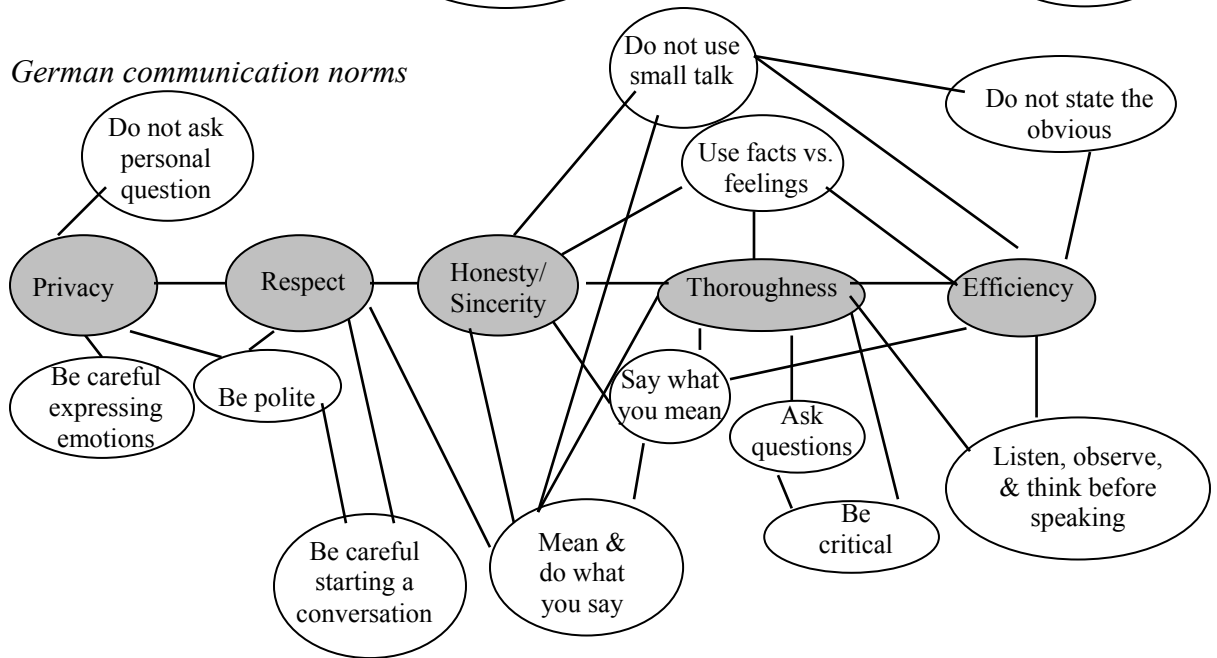 German communication norms
Do not use
small talk
Do not state the
obvious
Do not ask
personal
question
Use facts vs.
feelings
Privacy
Respect
Honesty/
Sincerity
Thoroughness
Efficiency
Be careful
expressing
emotions
Be polite
Say what
you mean
Ask
questions
Listen, observe,
& think before
speaking
Be careful
starting a
conversation
Mean &
do what
you say
Be
critical